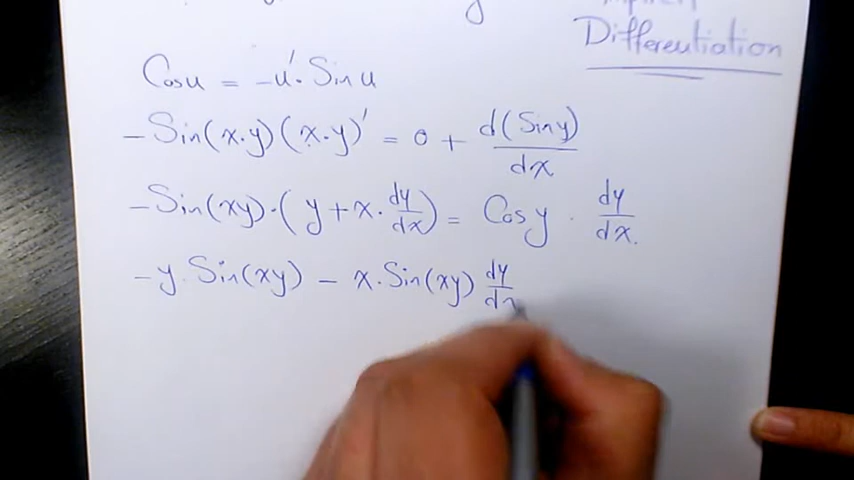 Differentiation
Cos u = -u'. Sin u
-Sin(x.y)(x.y)' = 0 + d(Sin y)/dx
-Sin(xy).(y+x.dy/dx) = Cos y . dy/dx.
-y.Sin(xy) - x.Sin(xy) dy/dx